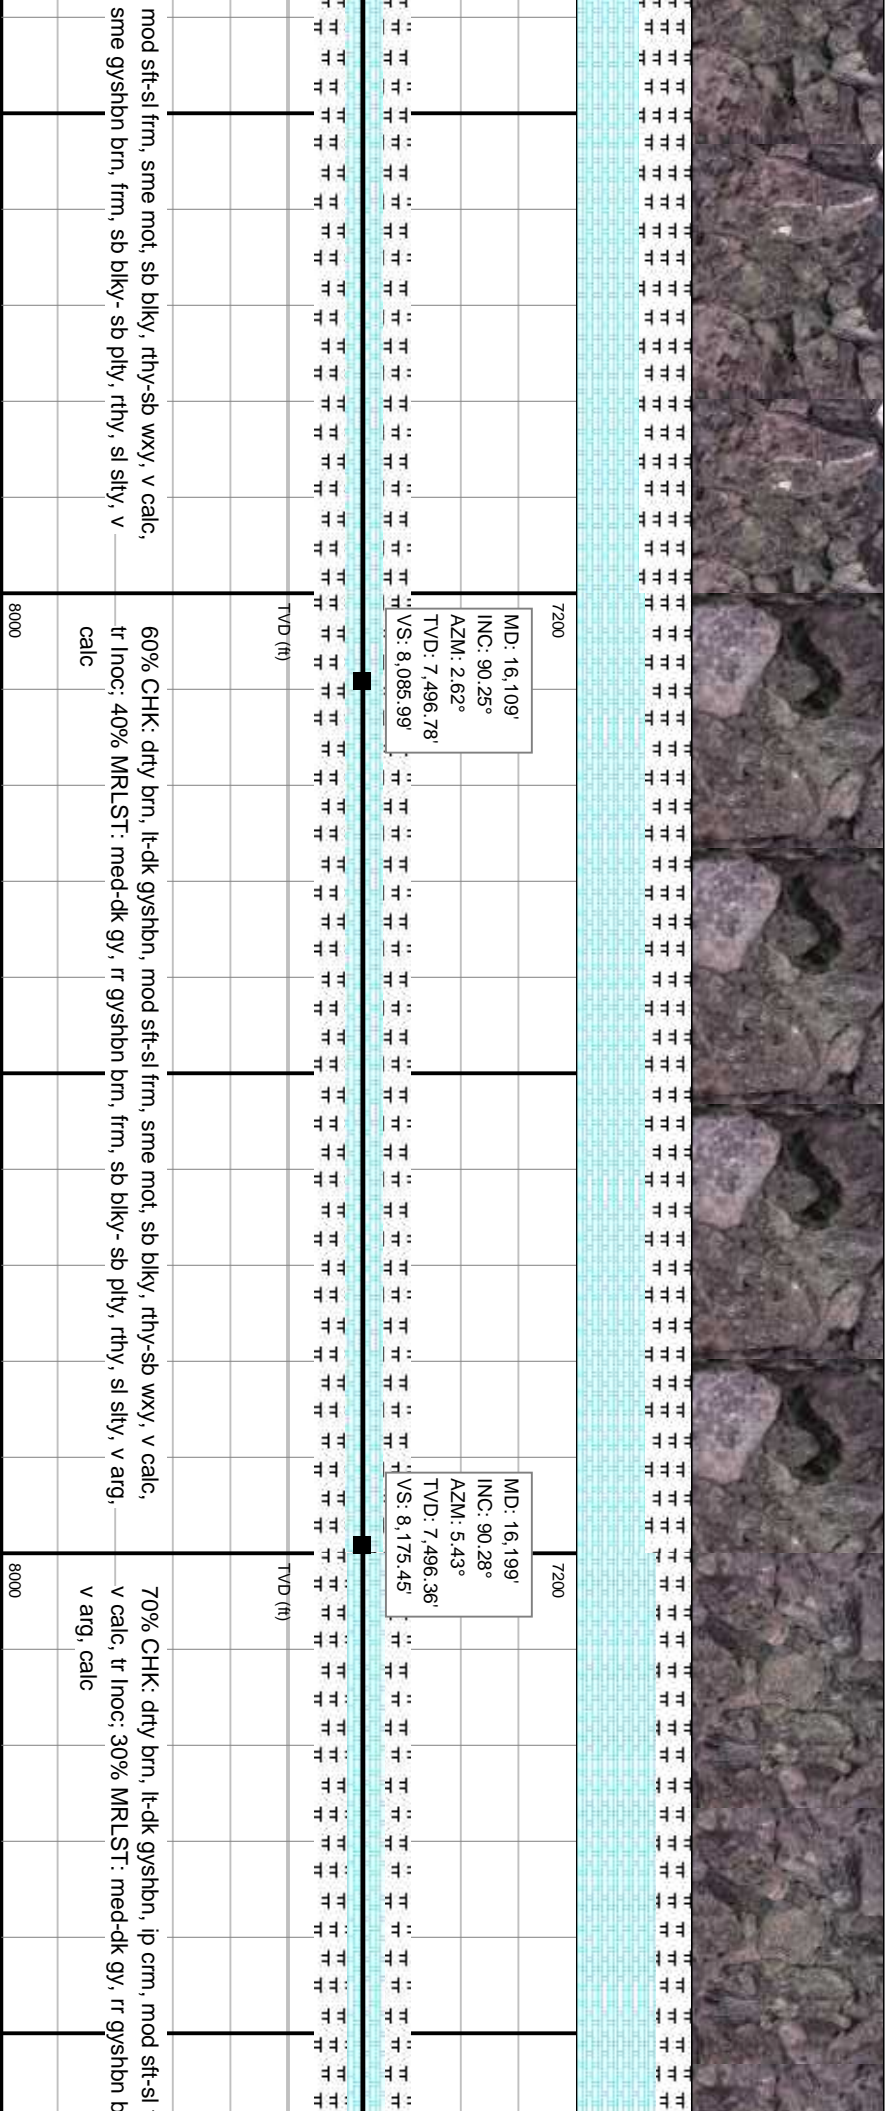 mod sft-sl frm, sme mot, sb blky, rthy-sb wxy, v calc,
sme gyshbn brn, frm, sb blky- sb plty, rthy, sl slty, v
7200
MD: 16,109'
INC: 90.25°
AZM: 2.62°
TVD: 7,496.78'
VS: 8,085.99'
TVD (ft)
8000
60% CHK: drty brn, lt-dk gyshbn, mod sft-sl frm, sme mot, sb blky, rthy-sb wxy, v calc,
tr Inoc; 40% MRLST: med-dk gy, rr gyshbn brn, frm, sb blky- sb plty, rthy, sl slty, v arg,
calc
7200
MD: 16,199'
INC: 90.28°
AZM: 5.43°
TVD: 7,496.36'
VS: 8,175.45'
TVD (ft)
8000
70% CHK: drty brn, lt-dk gyshbn, ip crm, mod sft-sl
v calc, tr Inoc; 30% MRLST: med-dk gy, rr gyshbn b
v arg, calc